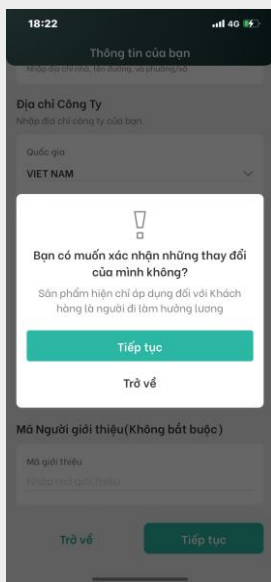 18:22
4G
Thông tin của bạn
Nhập địa chỉ nhà, tên đường, và phường/xã
Địa chỉ Công Ty
Nhập địa chỉ công ty của bạn
Quốc gia
VIET NAM
Bạn có muốn xác nhận những thay đổi
của mình không?
Sản phẩm hiện chỉ áp dụng đối với Khách
hàng là người đi làm hưởng lương
Tiếp tục
Trở về
Mã Người giới thiệu(Không bắt buộc)
Mã giới thiệu
Nhập mã giới thiệu
Trở về
Tiếp tục